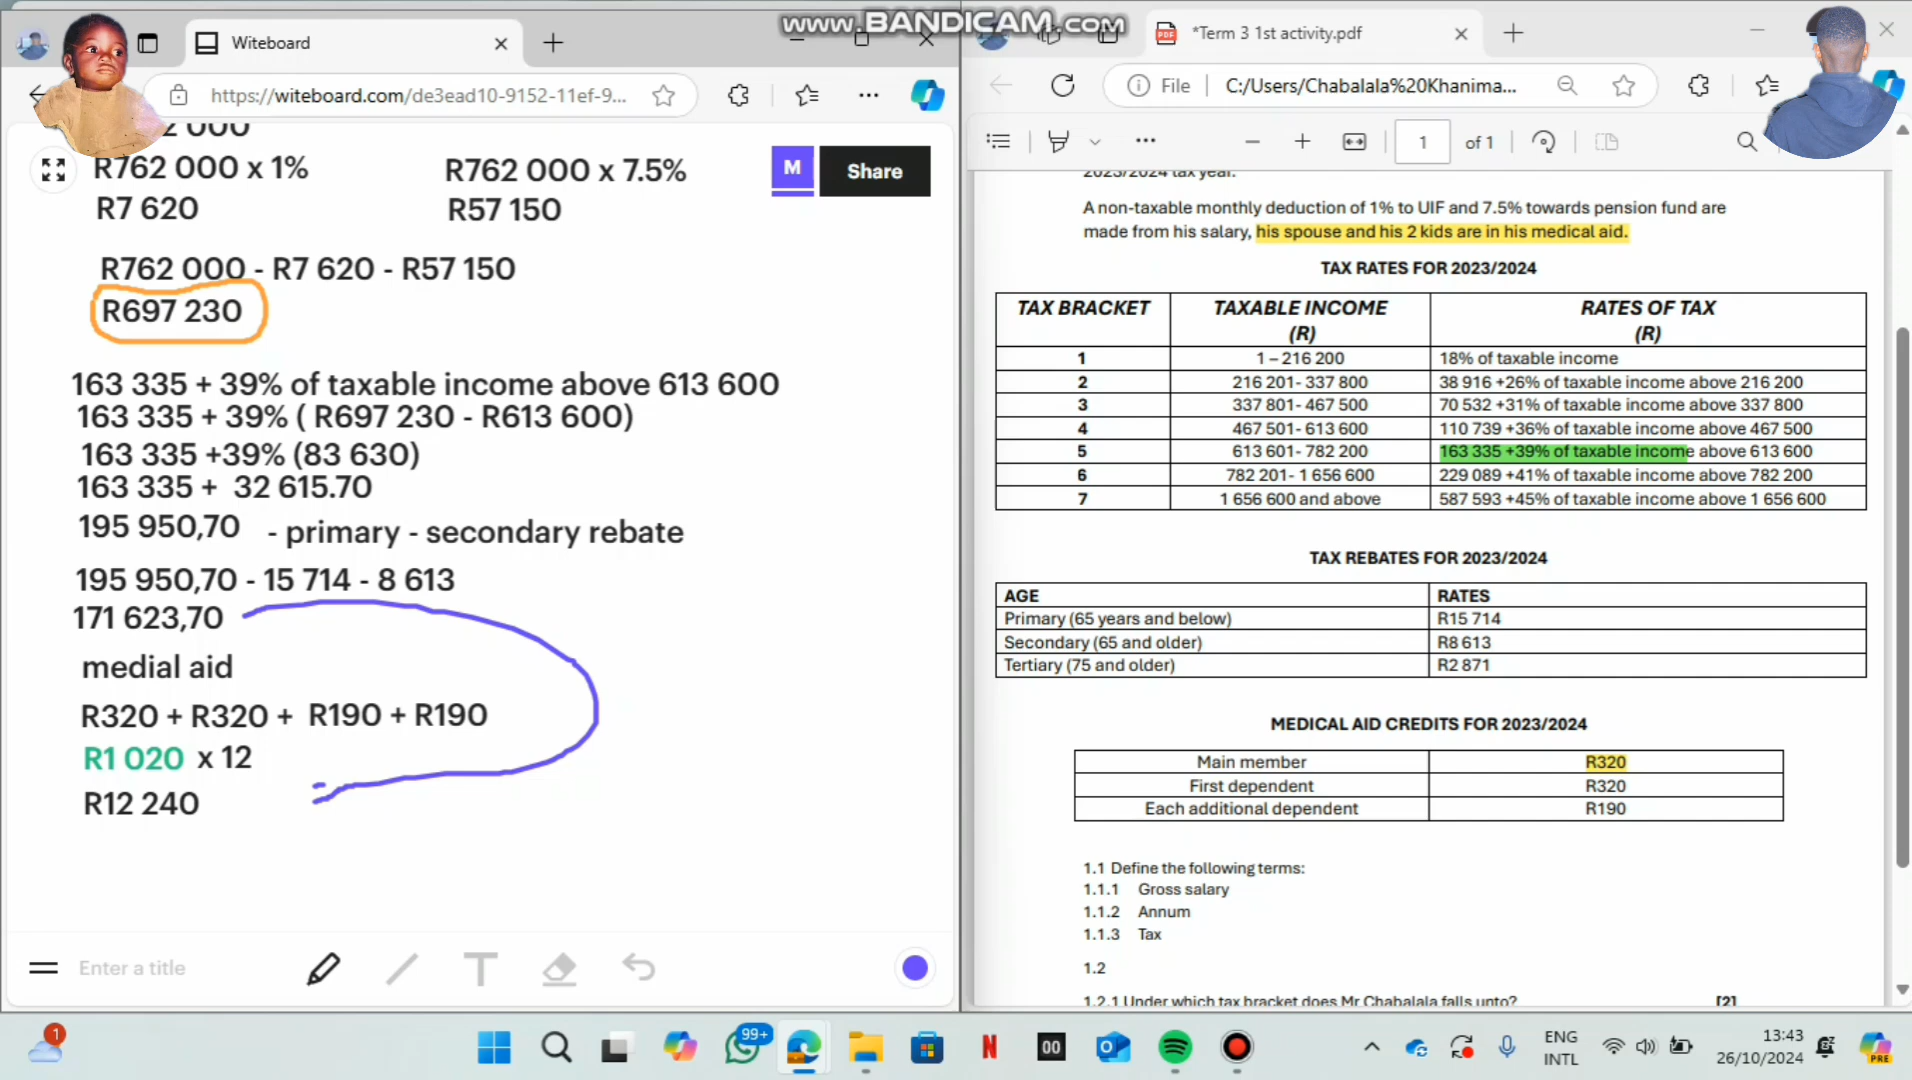 www.BANDICAM.com
Witeboard
https://witeboard.com/de3ead10-9152-11ef-9...
2 000
R762 000 x 1%
R762 000 x 7.5%
M
Share
R7 620
R57 150
R762 000 - R7 620 - R57 150
R697 230
163 335 + 39% of taxable income above 613 600
163 335 + 39% ( R697 230 - R613 600)
163 335 +39% (83 630)
163 335 + 32 615.70
195 950,70 - primary - secondary rebate
195 950,70 - 15 714 - 8 613
171 623,70
medial aid
R320 + R320 + R190 + R190
R1 020 x 12
R12 240
Enter a title
*Term 3 1st activity.pdf
File
C:/Users/Chabalala%20Khanima...
1 of 1
2023/2024 tax year.
A non-taxable monthly deduction of 1% to UIF and 7.5% towards pension fund are
made from his salary, his spouse and his 2 kids are in his medical aid.
TAX RATES FOR 2023/2024
TAX BRACKET TAXABLE INCOME (R) RATES OF TAX (R)
1 1 – 216 200 18% of taxable income
2 216 201- 337 800 38 916 +26% of taxable income above 216 200
3 337 801- 467 500 70 532 +31% of taxable income above 337 800
4 467 501- 613 600 110 739 +36% of taxable income above 467 500
5 613 601- 782 200 163 335 +39% of taxable income above 613 600
6 782 201- 1 656 600 229 089 +41% of taxable income above 782 200
7 1 656 600 and above 587 593 +45% of taxable income above 1 656 600
TAX REBATES FOR 2023/2024
AGE RATES
Primary (65 years and below) R15 714
Secondary (65 and older) R8 613
Tertiary (75 and older) R2 871
MEDICAL AID CREDITS FOR 2023/2024
Main member R320
First dependent R320
Each additional dependent R190
1.1 Define the following terms:
1.1.1 Gross salary
1.1.2 Annum
1.1.3 Tax
1.2
1.2.1 Under which tax bracket does Mr Chabalala falls unto? [2]
1
99+
N
ENG
INTL
13:43
26/10/2024
PRE